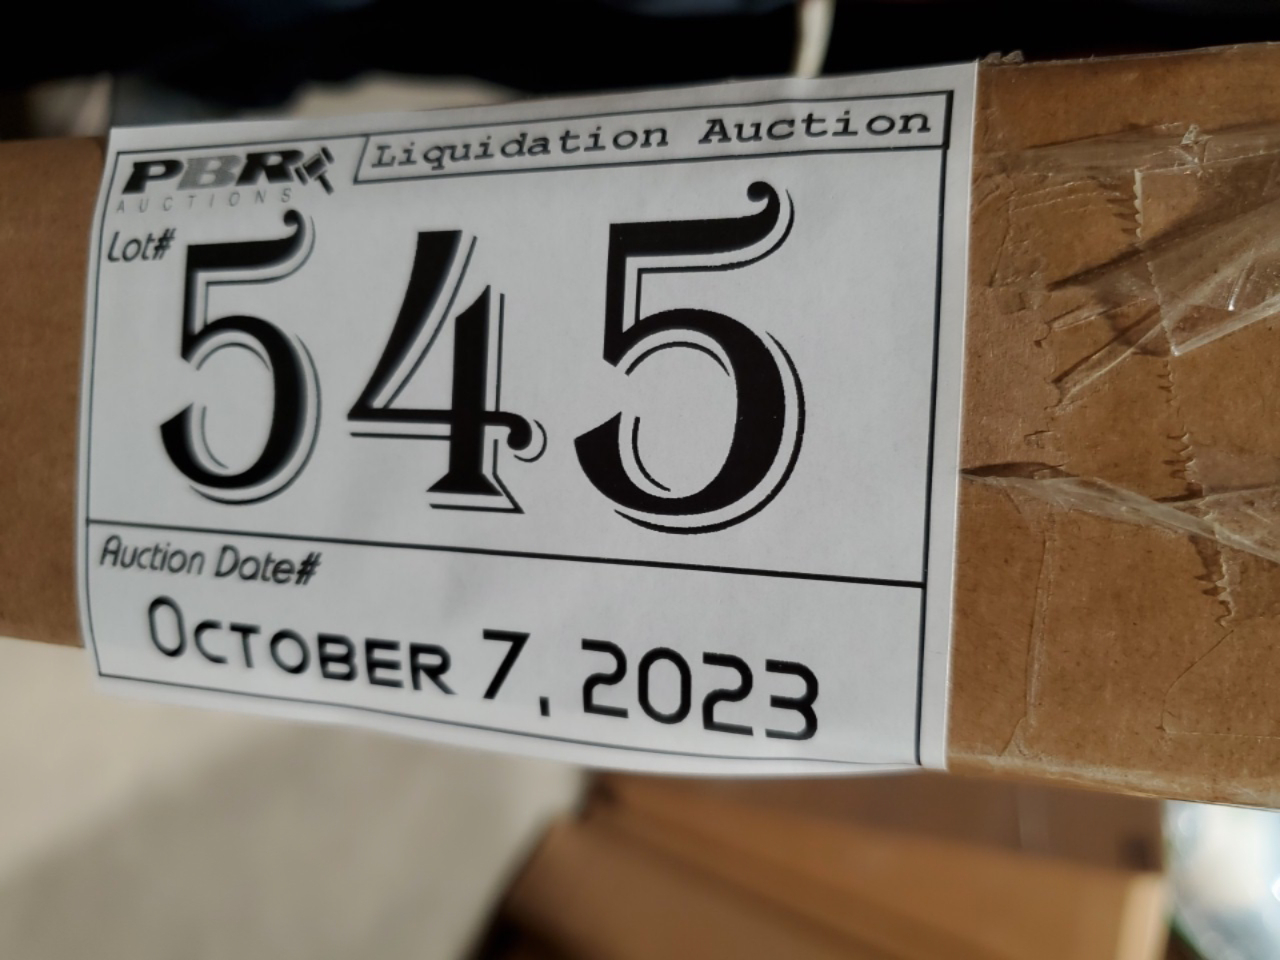 PBR
AUCTIONS
Liquidation Auction
Lot#
545
Auction Date#
October 7, 2023